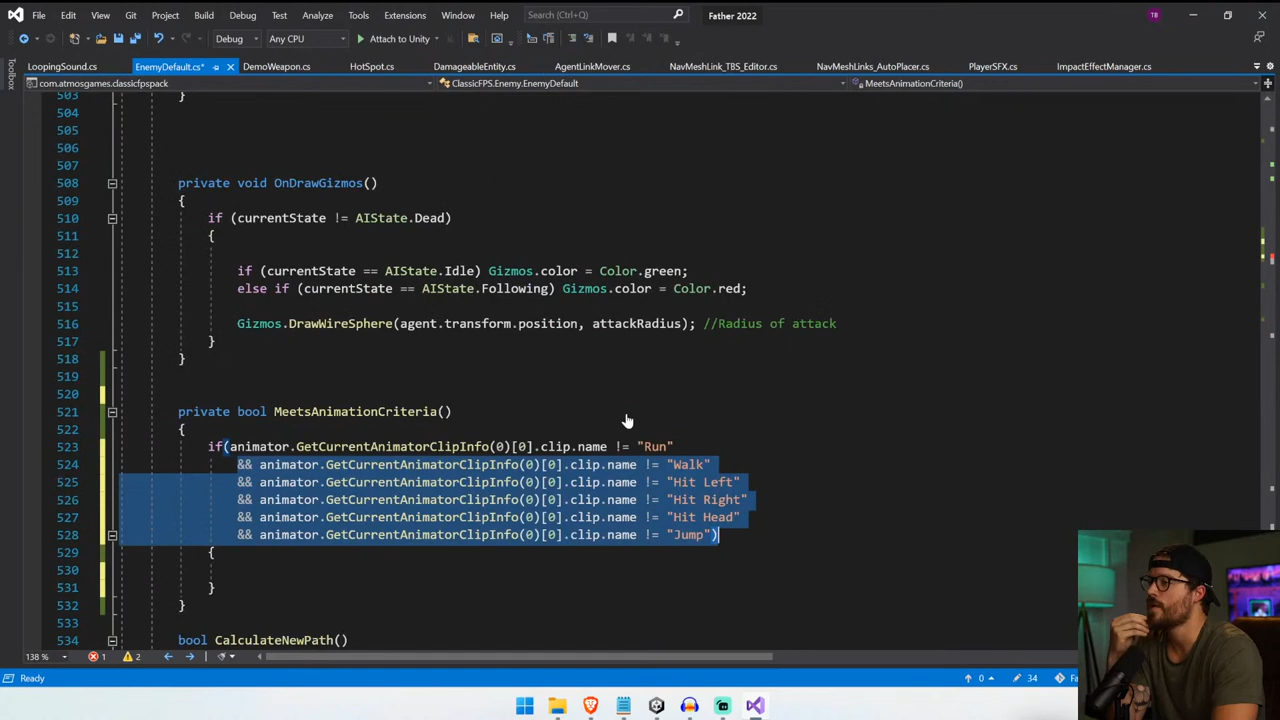 File Edit View Git Project Build Debug Test Analyze Tools Extensions Window Help Search (Ctrl+Q) Father 2022 TB
Debug Any CPU Attach to Unity
Toolbox
LoopingSound.cs EnemyDefault.cs* DemoWeapon.cs HotSpot.cs DamageableEntity.cs AgentLinkMover.cs NavMeshLink_TBS_Editor.cs NavMeshLinks_AutoPlacer.cs PlayerSFX.cs ImpactEffectManager.cs
com.atmosgames.classicfpspack ClassicFPS.Enemy.EnemyDefault MeetsAnimationCriteria()
503 }
504
505
506
507
508 private void OnDrawGizmos()
509 {
510 if (currentState != AIState.Dead)
511 {
512
513 if (currentState == AIState.Idle) Gizmos.color = Color.green;
514 else if (currentState == AIState.Following) Gizmos.color = Color.red;
515
516 Gizmos.DrawWireSphere(agent.transform.position, attackRadius); //Radius of attack
517 }
518 }
519
520
521 private bool MeetsAnimationCriteria()
522 {
523 if(animator.GetCurrentAnimatorClipInfo(0)[0].clip.name != "Run"
524 && animator.GetCurrentAnimatorClipInfo(0)[0].clip.name != "Walk"
525 && animator.GetCurrentAnimatorClipInfo(0)[0].clip.name != "Hit Left"
526 && animator.GetCurrentAnimatorClipInfo(0)[0].clip.name != "Hit Right"
527 && animator.GetCurrentAnimatorClipInfo(0)[0].clip.name != "Hit Head"
528 && animator.GetCurrentAnimatorClipInfo(0)[0].clip.name != "Jump")
529 {
530
531 }
532 }
533
534 bool CalculateNewPath()
138 % 1 2
Ready 0 34